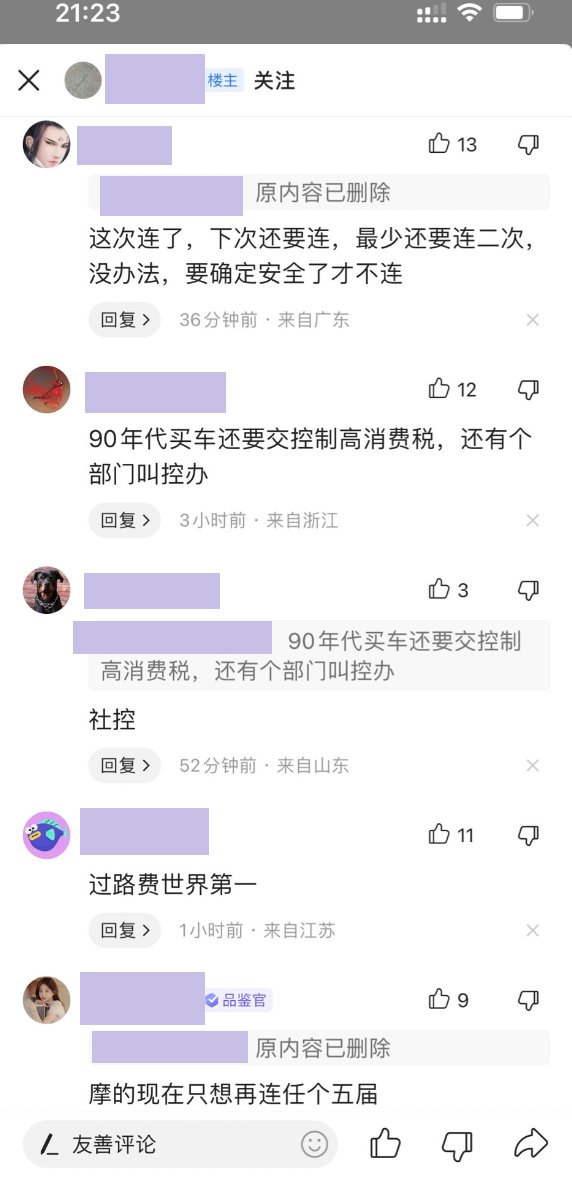 21:23
楼主 关注
13
原内容已删除
这次连了，下次还要连，最少还要连二次，
没办法，要确定安全了才不连
回复 36分钟前 · 来自广东
12
90年代买车还要交控制高消费税，还有个
部门叫控办
回复 3小时前 · 来自浙江
3
90年代买车还要交控制
高消费税，还有个部门叫控办
社控
回复 52分钟前 · 来自山东
11
过路费世界第一
回复 1小时前 · 来自江苏
品鉴官 9
原内容已删除
摩的现在只想再连任个五届
友善评论